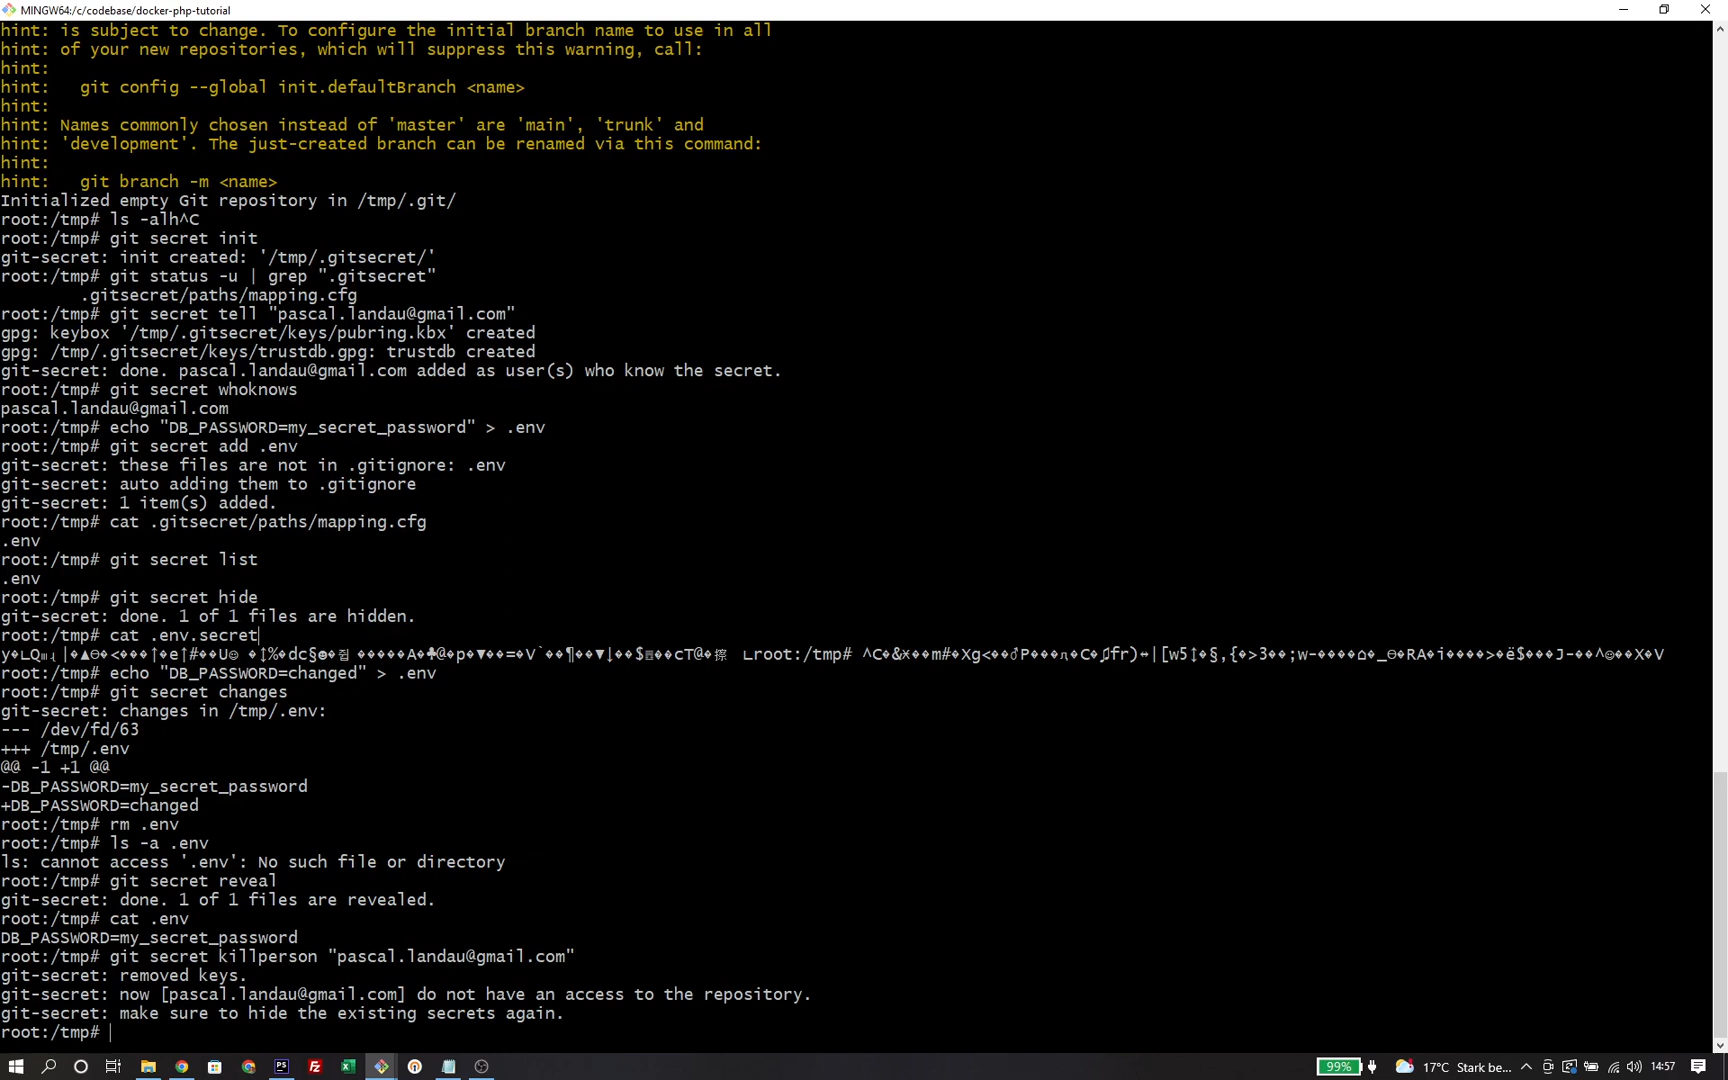 MINGW64:/c/codebase/docker-php-tutorial
hint: is subject to change. To configure the initial branch name to use in all
hint: of your new repositories, which will suppress this warning, call:
hint:
hint:   git config --global init.defaultBranch <name>
hint:
hint: Names commonly chosen instead of 'master' are 'main', 'trunk' and
hint: 'development'. The just-created branch can be renamed via this command:
hint:
hint:   git branch -m <name>
Initialized empty Git repository in /tmp/.git/
root:/tmp# ls -alh^C
root:/tmp# git secret init
git-secret: init created: '/tmp/.gitsecret/'
root:/tmp# git status -u | grep ".gitsecret"
        .gitsecret/paths/mapping.cfg
root:/tmp# git secret tell "pascal.landau@gmail.com"
gpg: keybox '/tmp/.gitsecret/keys/pubring.kbx' created
gpg: /tmp/.gitsecret/keys/trustdb.gpg: trustdb created
git-secret: done. pascal.landau@gmail.com added as user(s) who know the secret.
root:/tmp# git secret whoknows
pascal.landau@gmail.com
root:/tmp# echo "DB_PASSWORD=my_secret_password" > .env
root:/tmp# git secret add .env
git-secret: these files are not in .gitignore: .env
git-secret: auto adding them to .gitignore
git-secret: 1 item(s) added.
root:/tmp# cat .gitsecret/paths/mapping.cfg
.env
root:/tmp# git secret list
.env
root:/tmp# git secret hide
git-secret: done. 1 of 1 files are hidden.
root:/tmp# cat .env.secret
root:/tmp#
root:/tmp# echo "DB_PASSWORD=changed" > .env
root:/tmp# git secret changes
git-secret: changes in /tmp/.env:
--- /dev/fd/63
+++ /tmp/.env
@@ -1 +1 @@
-DB_PASSWORD=my_secret_password
+DB_PASSWORD=changed
root:/tmp# rm .env
root:/tmp# ls -a .env
ls: cannot access '.env': No such file or directory
root:/tmp# git secret reveal
git-secret: done. 1 of 1 files are revealed.
root:/tmp# cat .env
DB_PASSWORD=my_secret_password
root:/tmp# git secret killperson "pascal.landau@gmail.com"
git-secret: removed keys.
git-secret: now [pascal.landau@gmail.com] do not have an access to the repository.
git-secret: make sure to hide the existing secrets again.
root:/tmp#
99% 17°C Stark be... 14:57